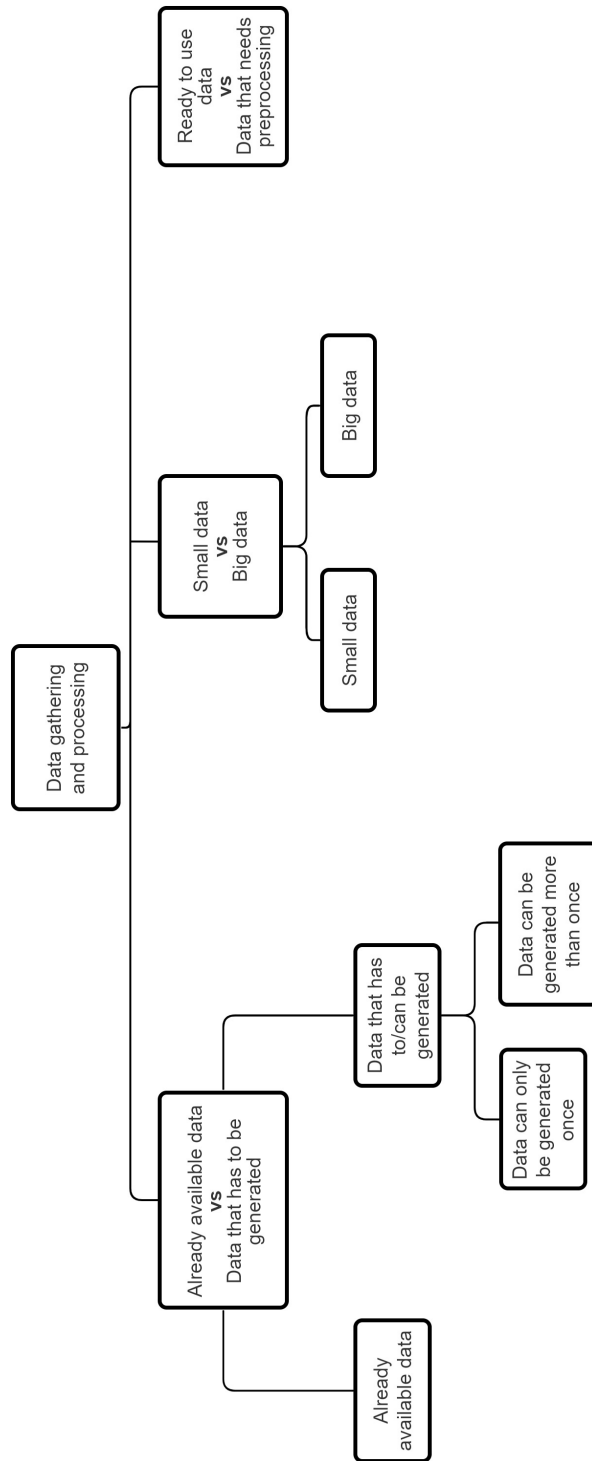 Data gathering
and processing
Already available data
vs
Data that has to be
generated
Small data
vs
Big data
Ready to use
data
vs
Data that needs
preprocessing
Already
available data
Data that has
to/can be
generated
Small data
Big data
Data can only
be generated
once
Data can be
generated more
than once